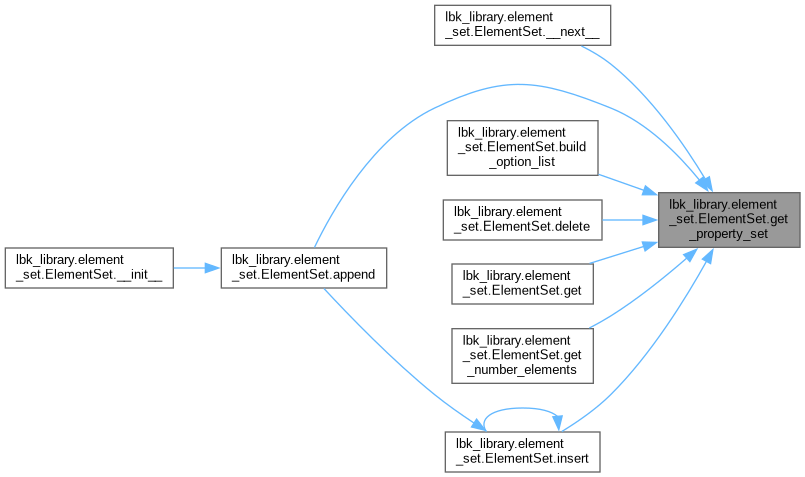 lbk_library.element
_set.ElementSet.__next__
lbk_library.element
_set.ElementSet.build
_option_list
lbk_library.element
_set.ElementSet.get
_property_set
lbk_library.element
_set.ElementSet.delete
lbk_library.element
_set.ElementSet.__init__
lbk_library.element
_set.ElementSet.append
lbk_library.element
_set.ElementSet.get
lbk_library.element
_set.ElementSet.get
_number_elements
lbk_library.element
_set.ElementSet.insert